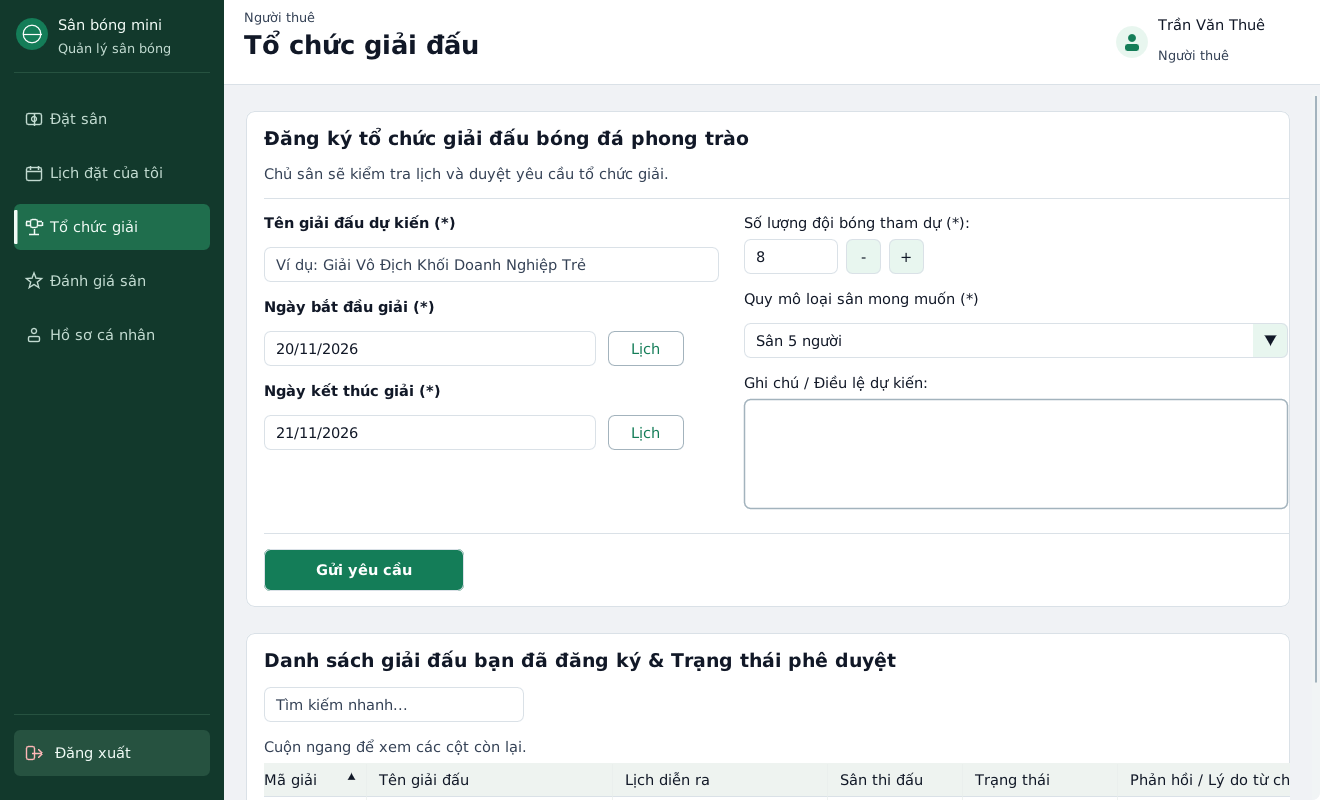 Sân bóng mini
Quản lý sân bóng
Đặt sân
Lịch đặt của tôi
Tổ chức giải
Đánh giá sân
Hồ sơ cá nhân
Đăng xuất
Người thuê
Tổ chức giải đấu
Trần Văn Thuê
Người thuê
Đăng ký tổ chức giải đấu bóng đá phong trào
Chủ sân sẽ kiểm tra lịch và duyệt yêu cầu tổ chức giải.
Tên giải đấu dự kiến (*)
Ví dụ: Giải Vô Địch Khối Doanh Nghiệp Trẻ
Ngày bắt đầu giải (*)
20/11/2026 Lịch
Ngày kết thúc giải (*)
21/11/2026 Lịch
Số lượng đội bóng tham dự (*):
8 - +
Quy mô loại sân mong muốn (*)
Sân 5 người ▼
Ghi chú / Điều lệ dự kiến:
Gửi yêu cầu
Danh sách giải đấu bạn đã đăng ký & Trạng thái phê duyệt
Tìm kiếm nhanh...
Cuộn ngang để xem các cột còn lại.
Mã giải ▲ Tên giải đấu Lịch diễn ra Sân thi đấu Trạng thái Phản hồi / Lý do từ ch